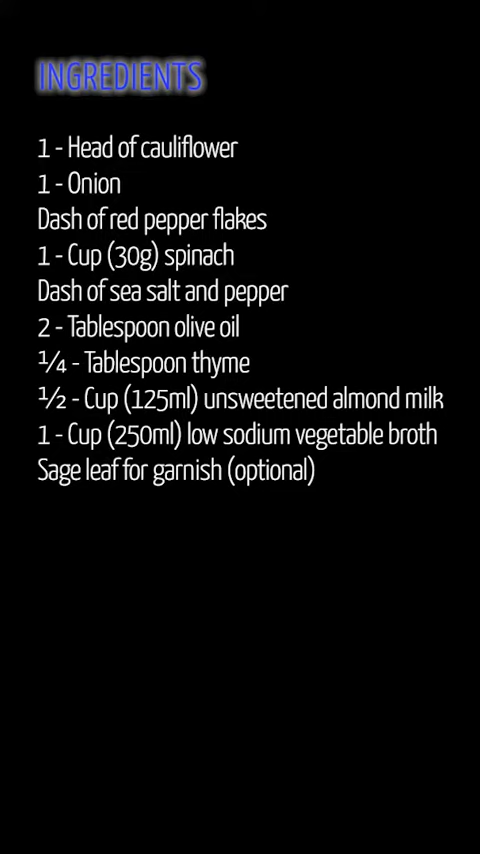 INGREDIENTS
1 - Head of cauliflower
1 - Onion
Dash of red pepper flakes
1 - Cup (30g) spinach
Dash of sea salt and pepper
2 - Tablespoon olive oil
¼ - Tablespoon thyme
½ - Cup (125ml) unsweetened almond milk
1 - Cup (250ml) low sodium vegetable broth
Sage leaf for garnish (optional)